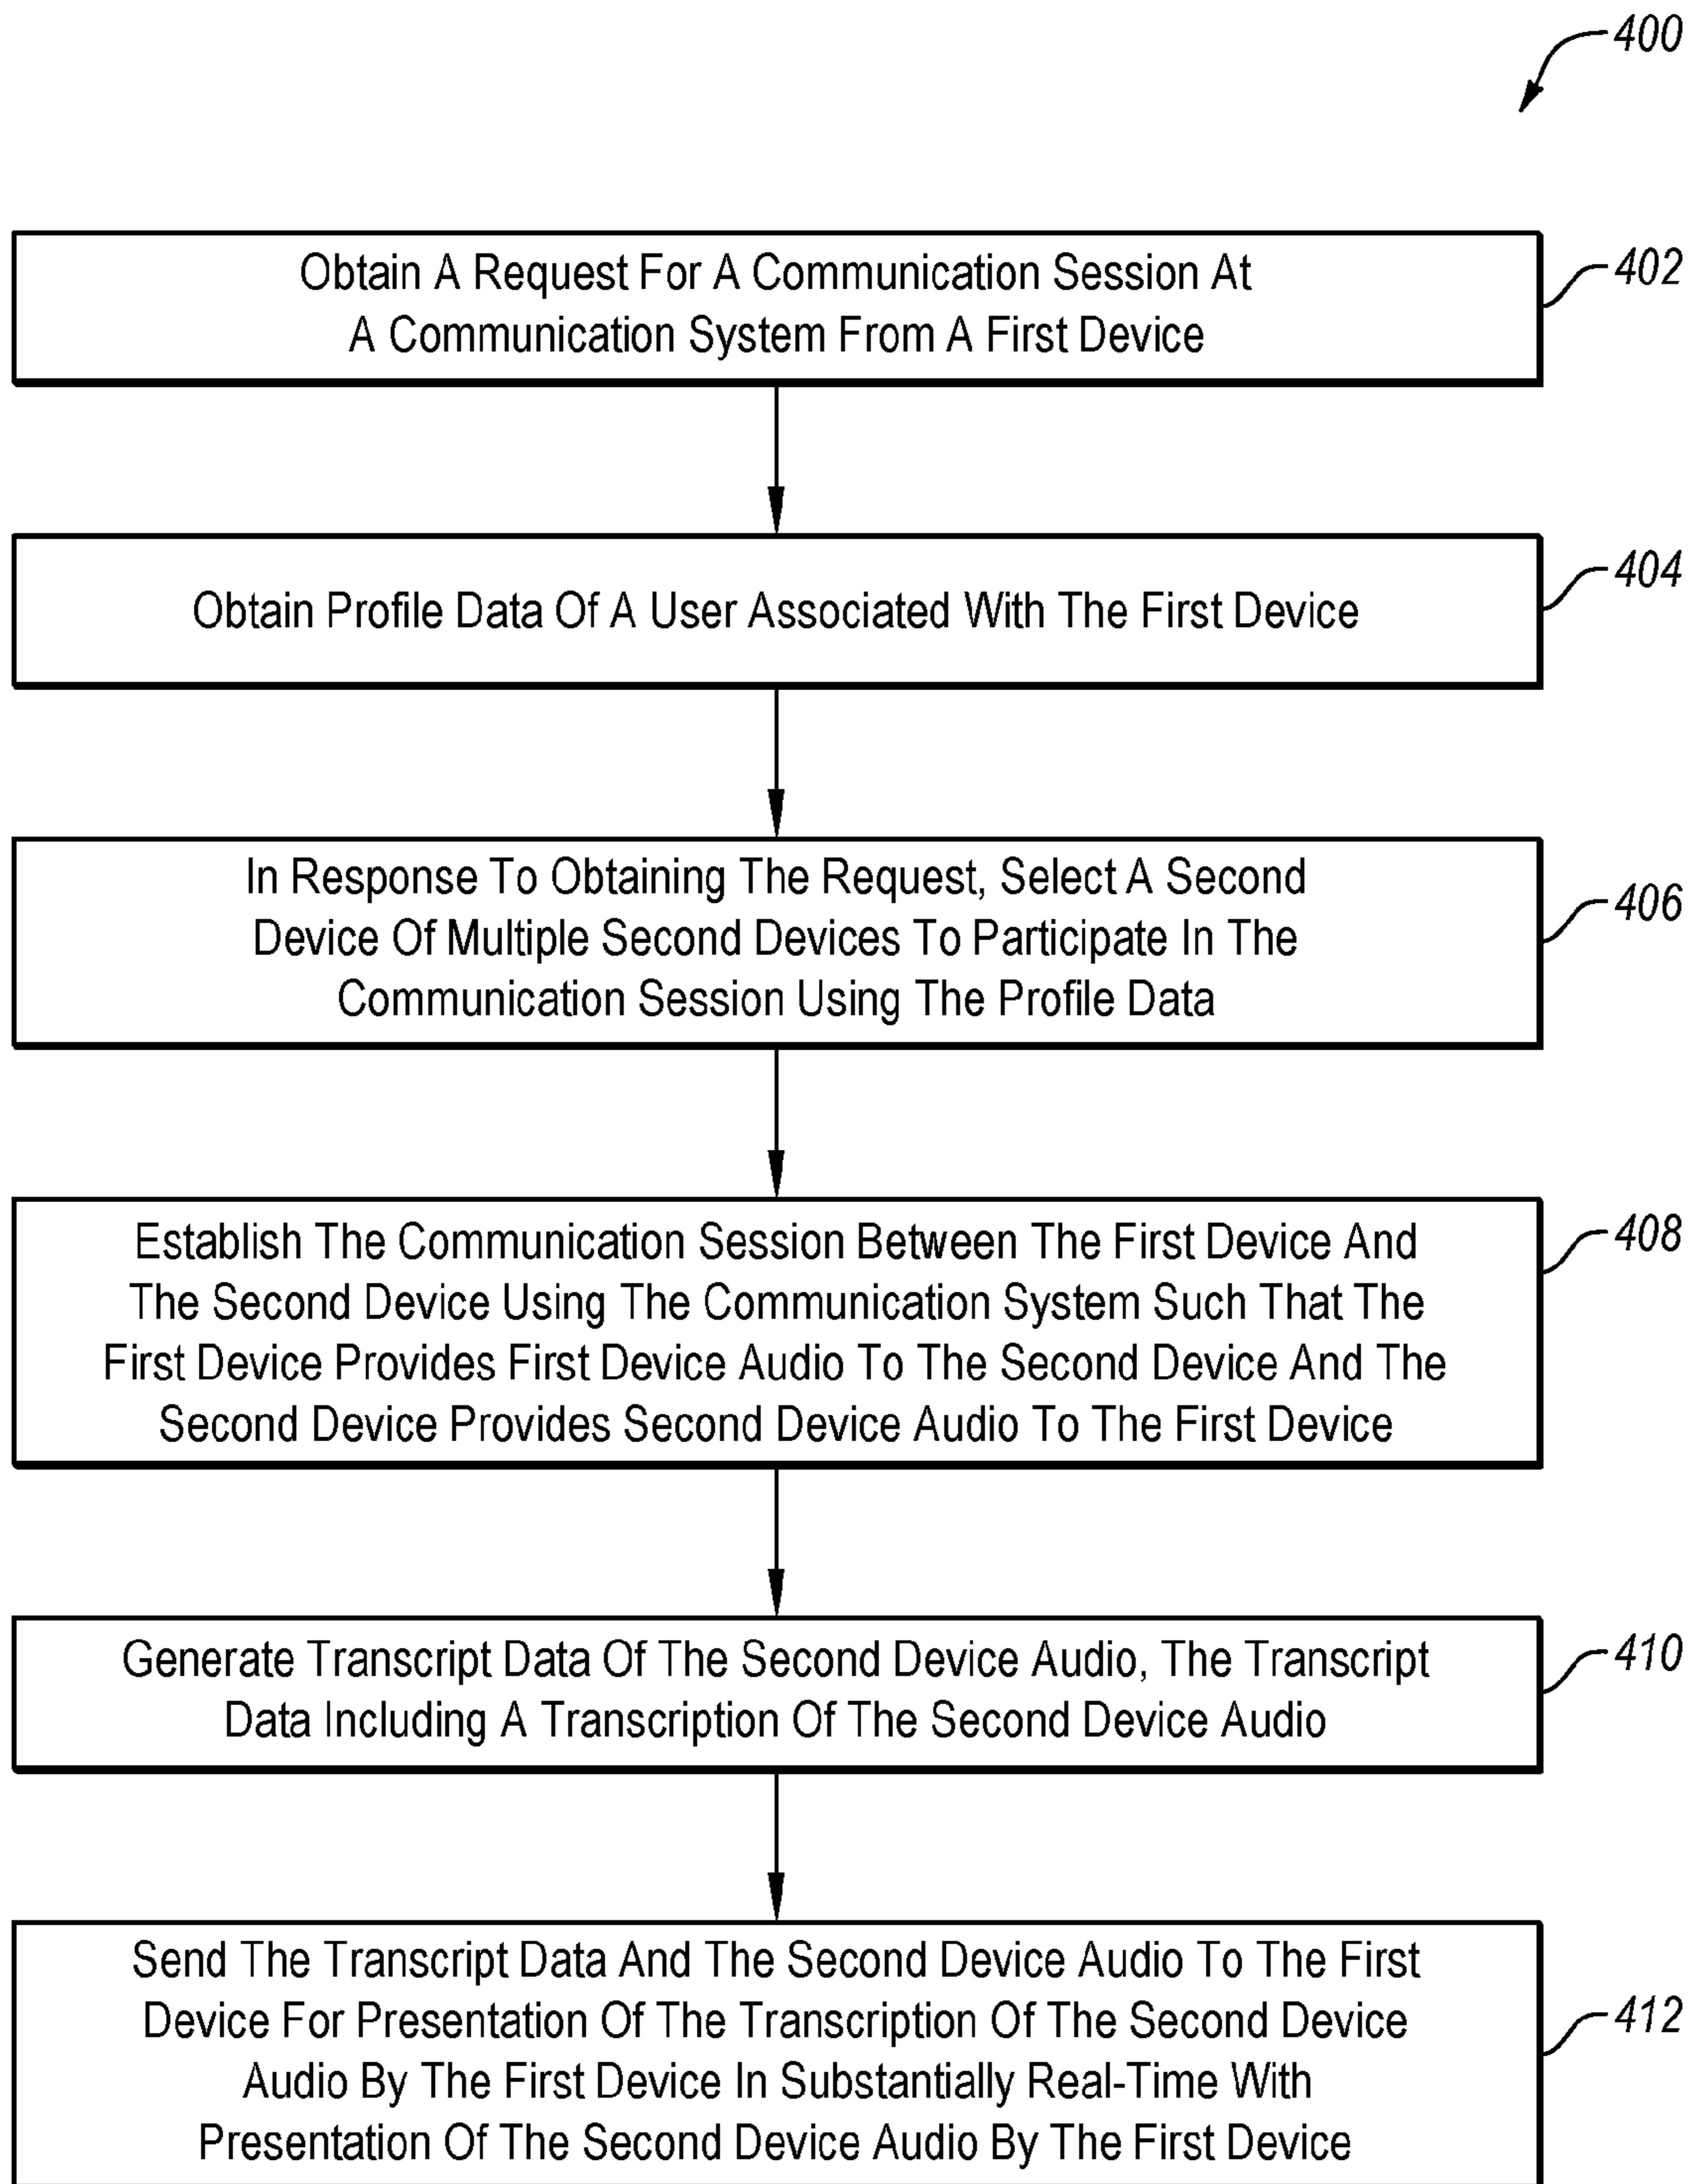 400
Obtain A Request For A Communication Session At
A Communication System From A First Device
402
Obtain Profile Data Of A User Associated With The First Device
404
In Response To Obtaining The Request, Select A Second
Device Of Multiple Second Devices To Participate In The
Communication Session Using The Profile Data
406
Establish The Communication Session Between The First Device And
The Second Device Using The Communication System Such That The
First Device Provides First Device Audio To The Second Device And The
Second Device Provides Second Device Audio To The First Device
408
Generate Transcript Data Of The Second Device Audio, The Transcript
Data Including A Transcription Of The Second Device Audio
410
Send The Transcript Data And The Second Device Audio To The First
Device For Presentation Of The Transcription Of The Second Device
Audio By The First Device In Substantially Real-Time With
Presentation Of The Second Device Audio By The First Device
412